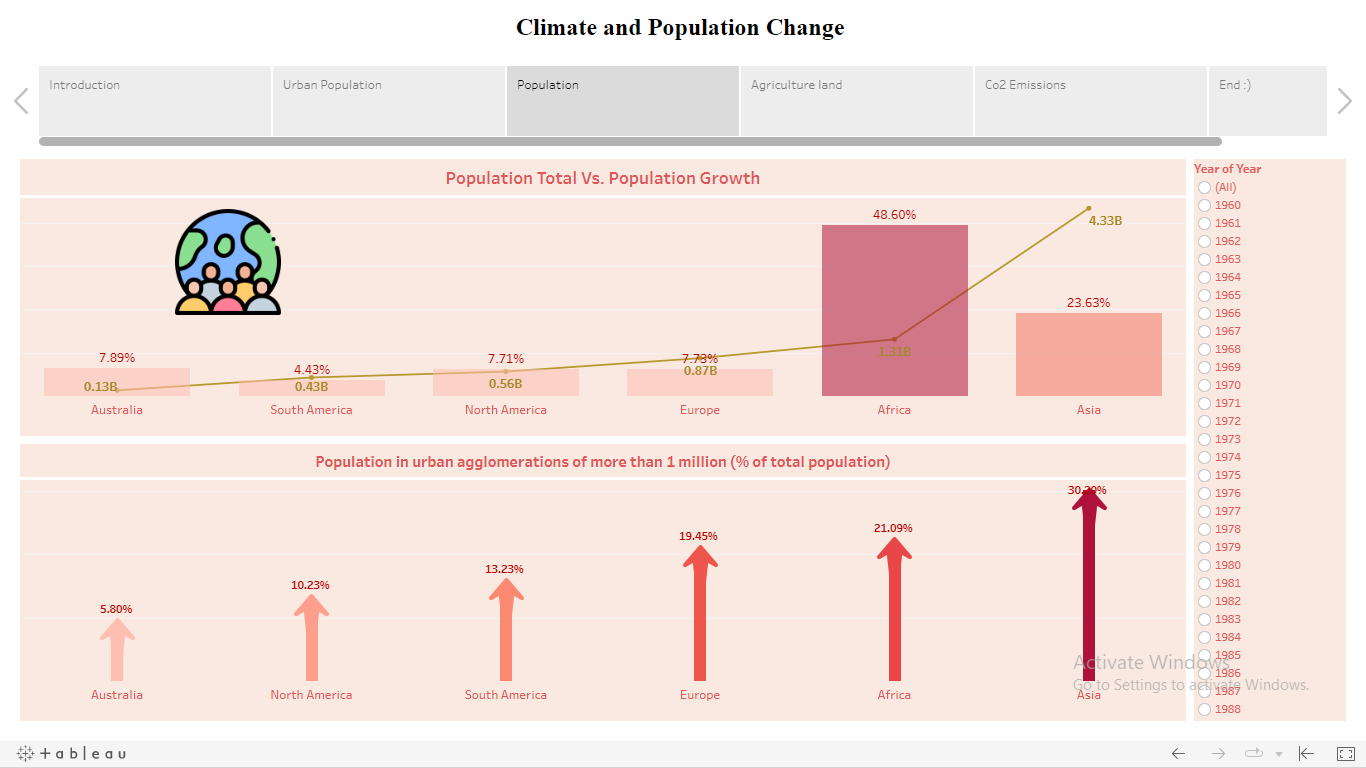 Climate and Population Change
Introduction
Urban Population
Population
Agriculture land
Co2 Emissions
End :)
Population Total Vs. Population Growth
48.60%
4.33B
23.63%
1.31B
7.89%
4.43%
7.71%
7.73%
0.13B
0.43B
0.56B
0.87B
Australia
South America
North America
Europe
Africa
Asia
Population in urban agglomerations of more than 1 million (% of total population)
5.80%
10.23%
13.23%
19.45%
21.09%
Australia
North America
South America
Europe
Africa
Asia
Year of Year
(All)
1960
1961
1962
1963
1964
1965
1966
1967
1968
1969
1970
1971
1972
1973
1974
1975
1976
1977
1978
1979
1980
1981
1982
1983
1984
1985
1986
1987
1988
Activate Windows
Go to Settings to activate Windows.
+ableau